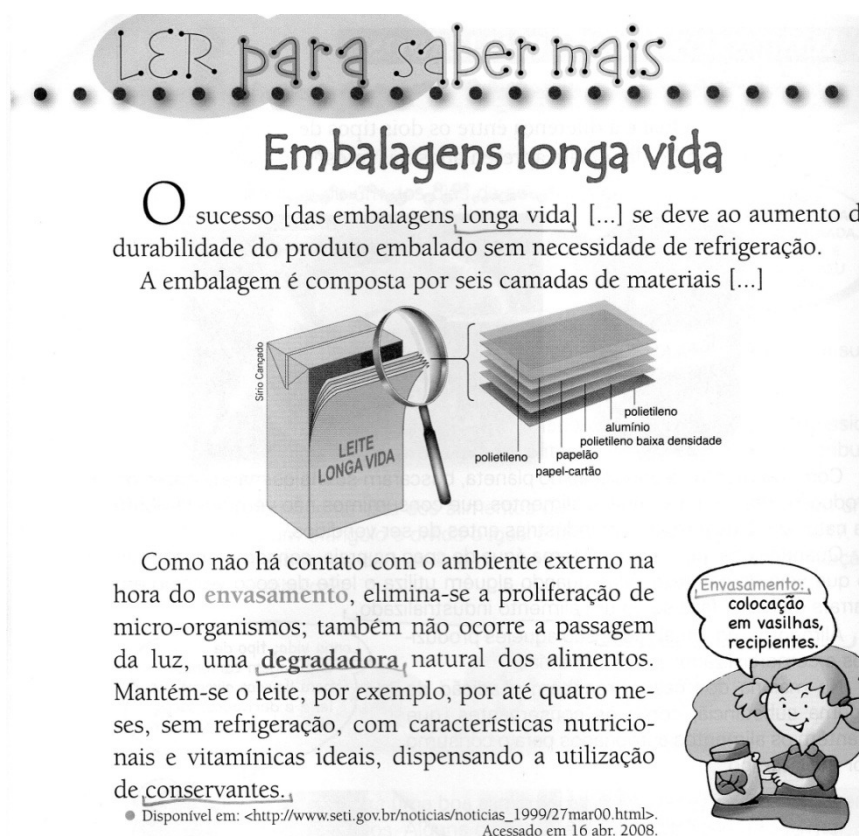 LER para saber mais
Embalagens longa vida
O sucesso [das embalagens longa vida] [...] se deve ao aumento d
durabilidade do produto embalado sem necessidade de refrigeração.
A embalagem é composta por seis camadas de materiais [...]
Sírio Cançado
LEITE
LONGA VIDA
polietileno
alumínio
polietileno baixa densidade
papelão
polietileno
papel-cartão
Como não há contato com o ambiente externo na
hora do envasamento, elimina-se a proliferação de
micro-organismos; também não ocorre a passagem
da luz, uma degradadora natural dos alimentos.
Mantém-se o leite, por exemplo, por até quatro me-
ses, sem refrigeração, com características nutricio-
nais e vitamínicas ideais, dispensando a utilização
de conservantes.
Envasamento:
colocação
em vasilhas,
recipientes.
Disponível em: <http://www.seti.gov.br/noticias/noticias_1999/27mar00.html>.
Acessado em 16 abr. 2008.